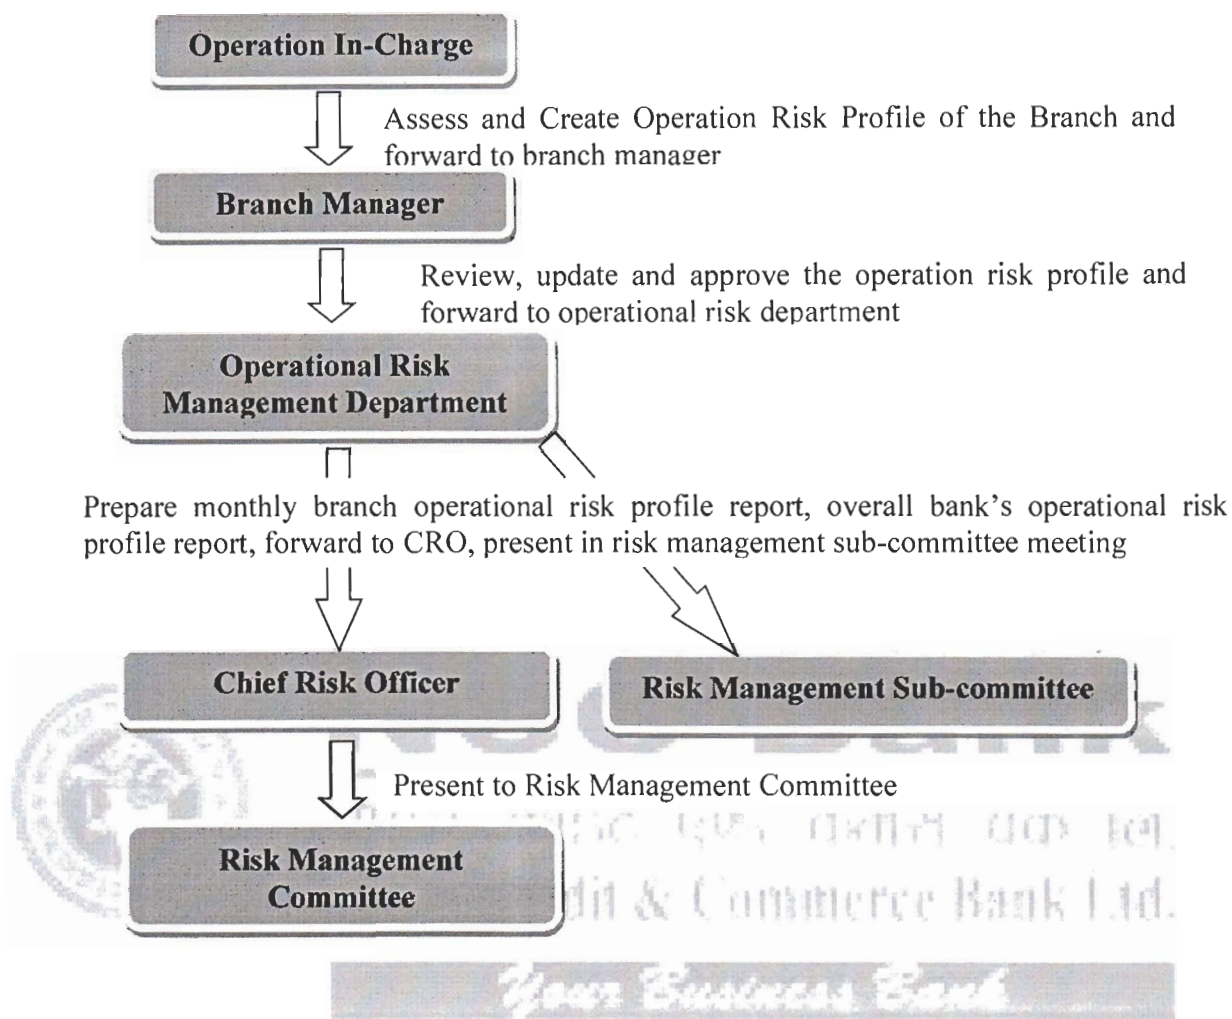 Operation In-Charge
Assess and Create Operation Risk Profile of the Branch and
forward to branch manager
Branch Manager
Review, update and approve the operation risk profile and
forward to operational risk department
Operational Risk
Management Department
Prepare monthly branch operational risk profile report, overall bank's operational risk
profile report, forward to CRO, present in risk management sub-committee meeting
Chief Risk Officer
Risk Management Sub-committee
Bank
Present to Risk Management Committee
Risk Management
Committee
& Commerce Bank Ltd.
Your Business Bank